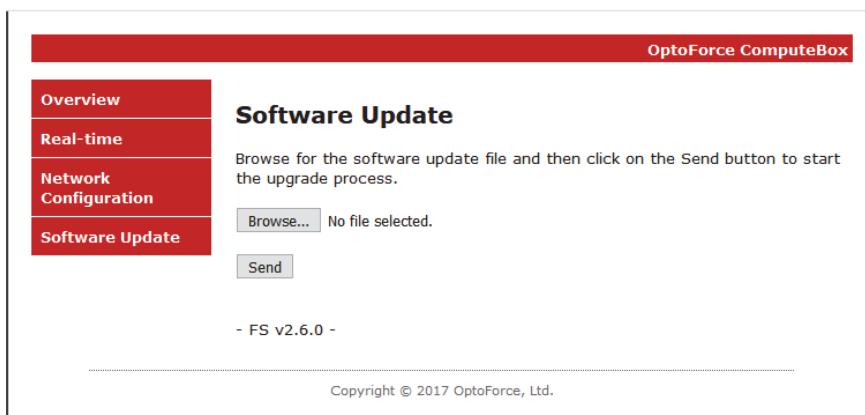 OptoForce ComputeBox
Overview
Real-time
Network
Configuration
Software Update
Software Update
Browse for the software update file and then click on the Send button to start
the upgrade process.
Browse... No file selected.
Send
- FS v2.6.0 -
Copyright © 2017 OptoForce, Ltd.